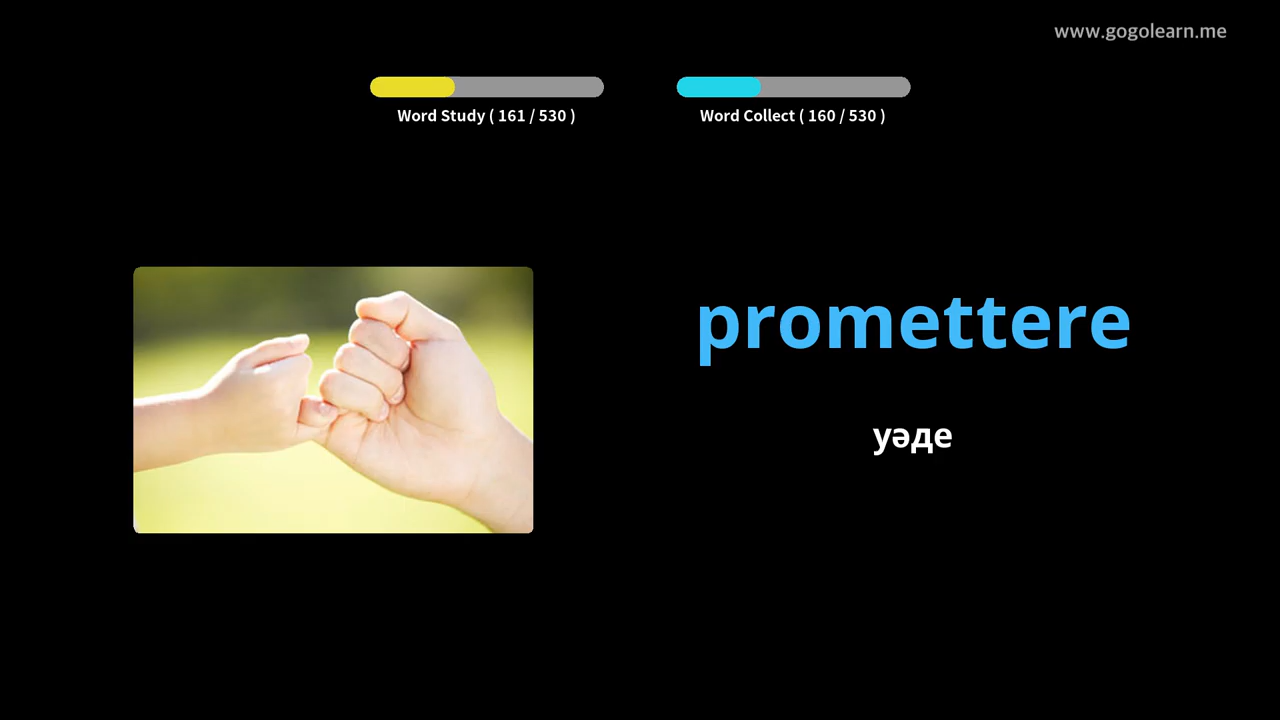 www.gogolearn.me
Word Study ( 161 / 530 )
Word Collect ( 160 / 530 )
promettere
уәде